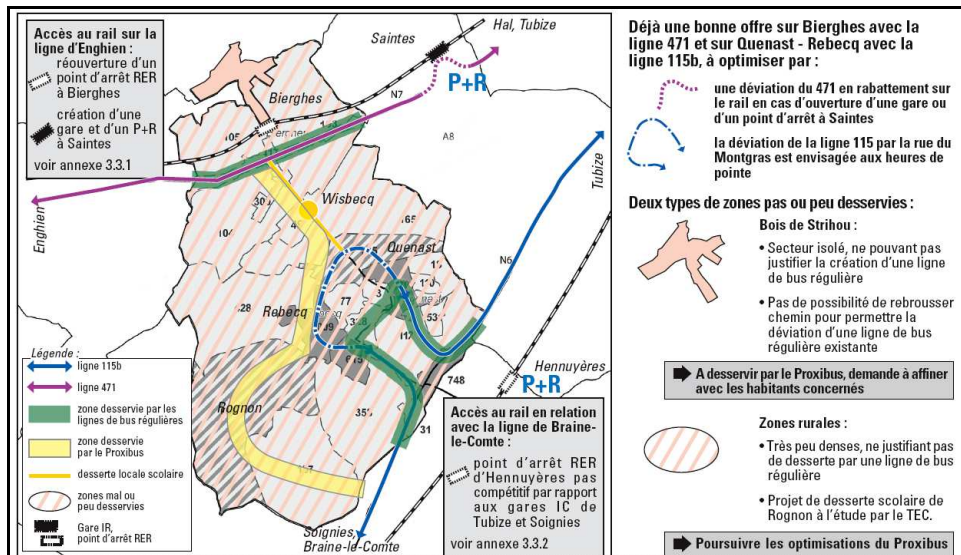 Accès au rail sur la
ligne d'Enghien :
réouverture d'un
point d'arrêt RER
à Bierghes
création d'une
gare et d'un P+R
à Saintes
voir annexe 3.3.1
Hal, Tubize
Saintes
P+R
N7
Bierghes
A8
105
Wisbecq
Enghien
Tubize
104
165
Quenast
N6
77
Rebecq
28
53
Hennuyères
P+R
748
Rognon
31
Soignies,
Braine-le-Comte
Légende :
ligne 115b
ligne 471
zone desservie par les
lignes de bus régulières
zone desservie
par le Proxibus
desserte locale scolaire
zones mal ou
peu desservies
Gare IR,
point d'arrêt RER
Accès au rail en relation
avec la ligne de Braine-
le-Comte :
point d'arrêt RER
d'Hennuyères pas
compétitif par rapport
aux gares IC de
Tubize et Soignies
voir annexe 3.3.2
Déjà une bonne offre sur Bierghes avec la
ligne 471 et sur Quenast - Rebecq avec la
ligne 115b, à optimiser par :
une déviation du 471 en rabattement sur
le rail en cas d'ouverture d'une gare ou
d'un point d'arrêt à Saintes
la déviation de la ligne 115 par la rue du
Montgras est envisagée aux heures de
pointe
Deux types de zones pas ou peu desservies :
Bois de Strihou :
• Secteur isolé, ne pouvant pas
justifier la création d'une ligne
de bus régulière
• Pas de possibilité de rebrousser
chemin pour permettre la
déviation d'une ligne de bus
régulière existante
A desservir par le Proxibus, demande à affiner
avec les habitants concernés
Zones rurales :
• Très peu denses, ne justifiant pas
de desserte par une ligne de bus
régulière
• Projet de desserte scolaire de
Rognon à l'étude par le TEC.
Poursuivre les optimisations du Proxibus